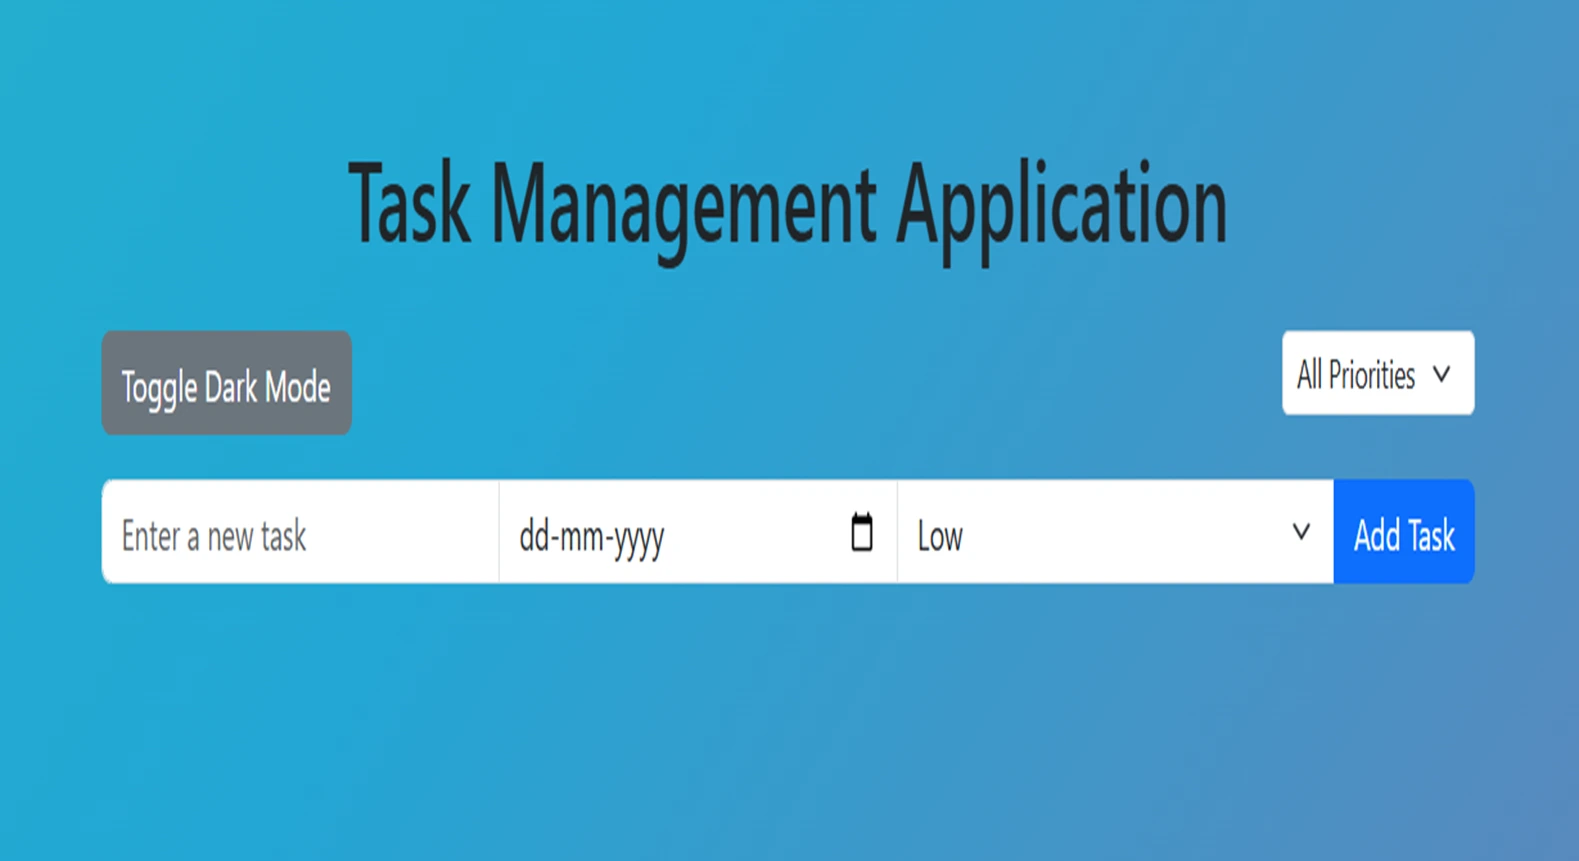 Task Management Application
Toggle Dark Mode
All Priorities
Enter a new task
dd-mm-yyyy
Low
Add Task